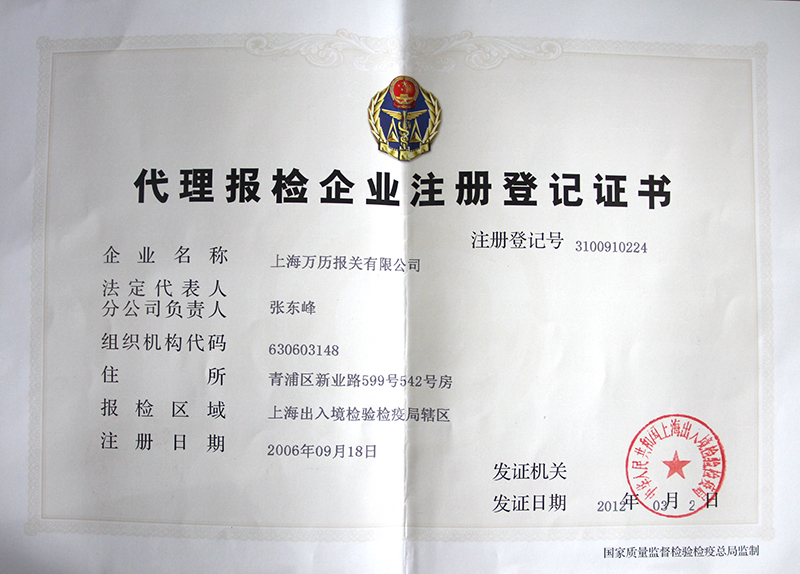 代理报检企业注册登记证书
注册登记号 3100910224
企业名称 上海万历报关有限公司
法定代表人
分公司负责人 张东峰
组织机构代码 630603148
住所 青浦区新业路599号542号房
报检区域 上海出入境检验检疫局辖区
注册日期 2006年09月18日
中华人民共和国上海出入境检验检疫局
发证机关
发证日期 2012年03月2日
国家质量监督检验检疫总局监制